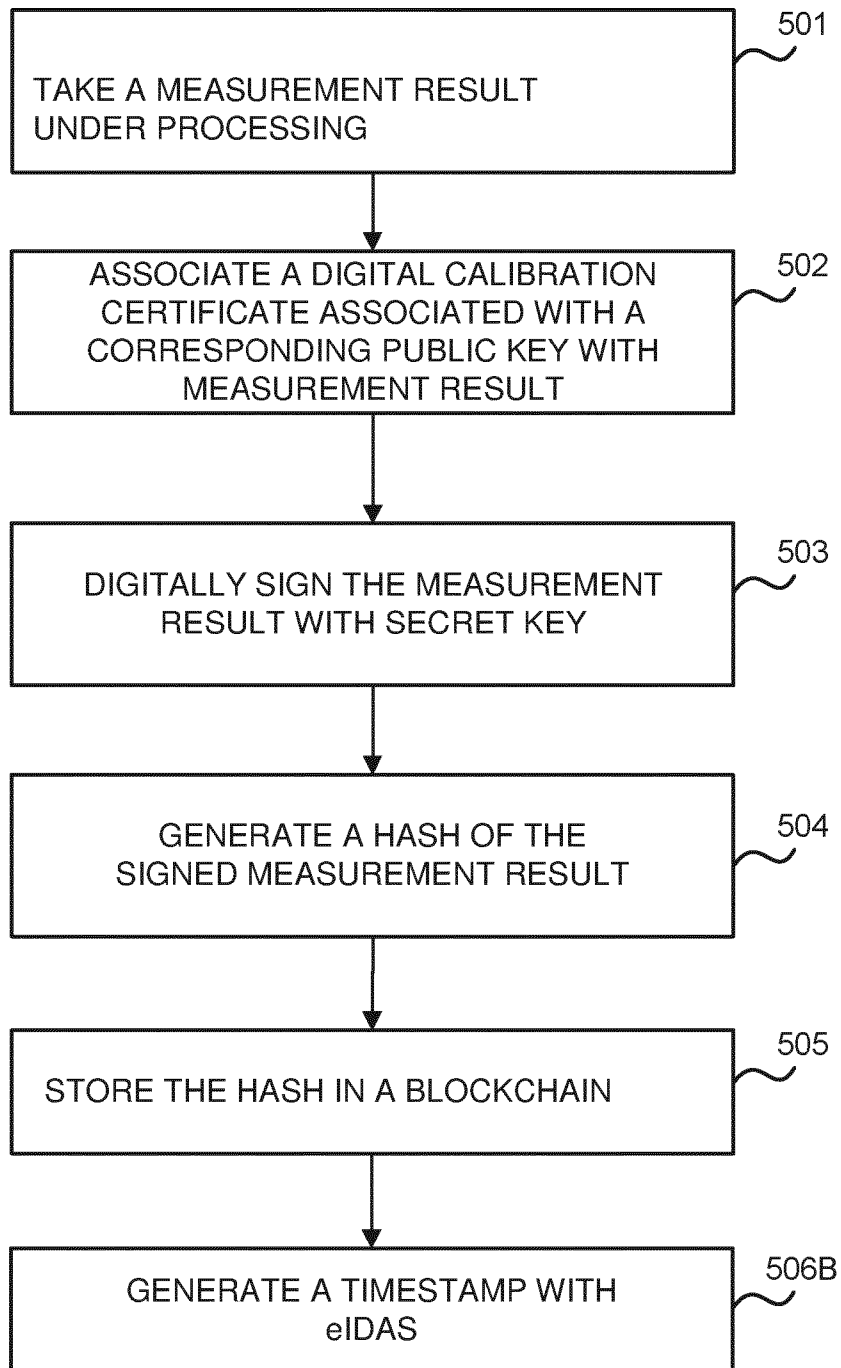 501
TAKE A MEASUREMENT RESULT
UNDER PROCESSING
502
ASSOCIATE A DIGITAL CALIBRATION
CERTIFICATE ASSOCIATED WITH A
CORRESPONDING PUBLIC KEY WITH
MEASUREMENT RESULT
503
DIGITALLY SIGN THE MEASUREMENT
RESULT WITH SECRET KEY
504
GENERATE A HASH OF THE
SIGNED MEASUREMENT RESULT
505
STORE THE HASH IN A BLOCKCHAIN
506B
GENERATE A TIMESTAMP WITH
eIDAS